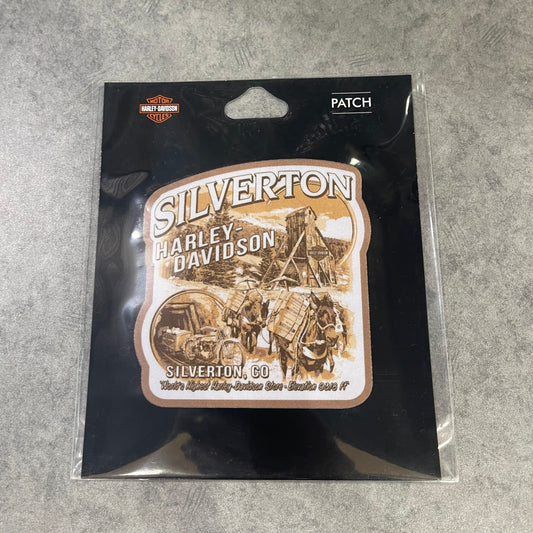 MOTOR
HARLEY-DAVIDSON
CYCLES
PATCH
SILVERTON
HARLEY-
DAVIDSON
SILVERTON, CO
World's Highest Harley-Davidson Store - Elevation 9318 FT